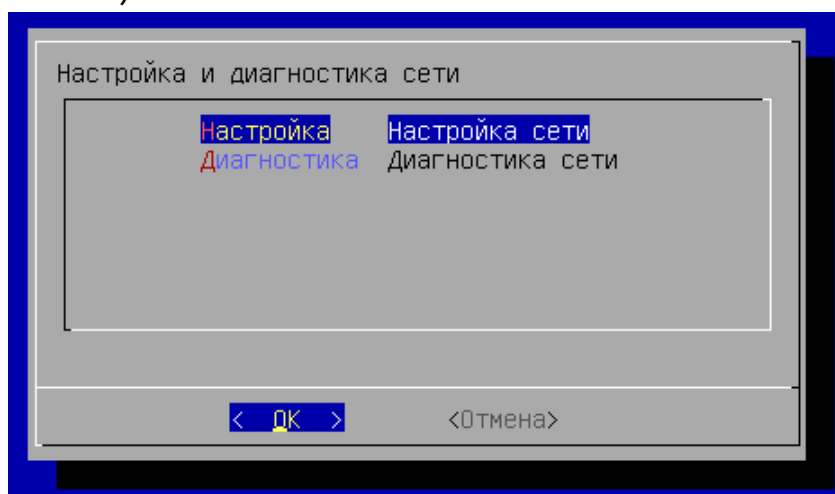 Настройка и диагностика сети
Настройка Настройка сети
Диагностика Диагностика сети
< OK > <Отмена>